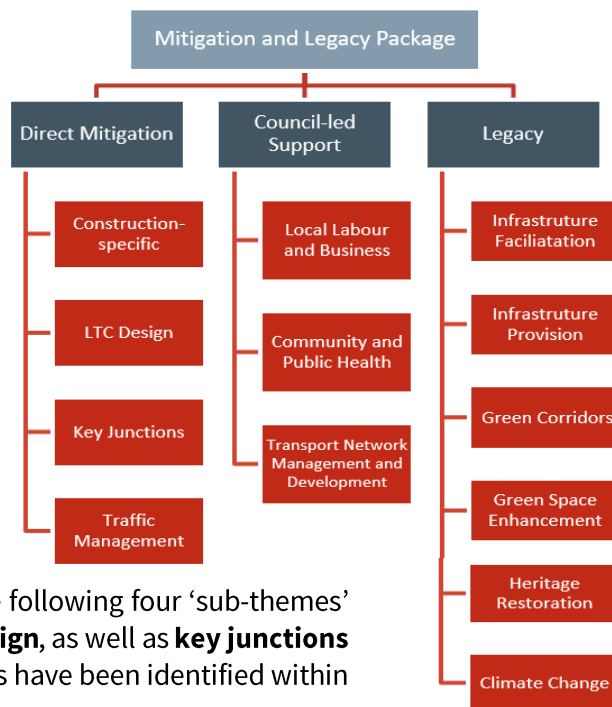 Mitigation and Legacy Package
Direct Mitigation
Construction-
specific
LTC Design
Key Junctions
Traffic
Management
Council-led
Support
Local Labour
and Business
Community and
Public Health
Transport Network
Management and
Development
Legacy
Infrastruture
Faciliatation
Infrastruture
Provision
Green Corridors
Green Space
Enhancement
Heritage
Restoration
Climate Change
following four ‘sub-themes’
ign, as well as key junctions
s have been identified within